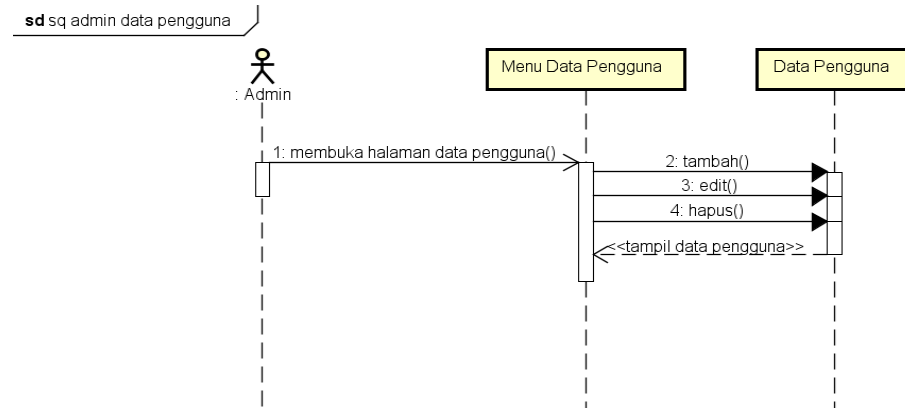 sd sq admin data pengguna
: Admin
Menu Data Pengguna
Data Pengguna
1: membuka halaman data pengguna()
2: tambah()
3: edit()
4: hapus()
<<tampil data pengguna>>